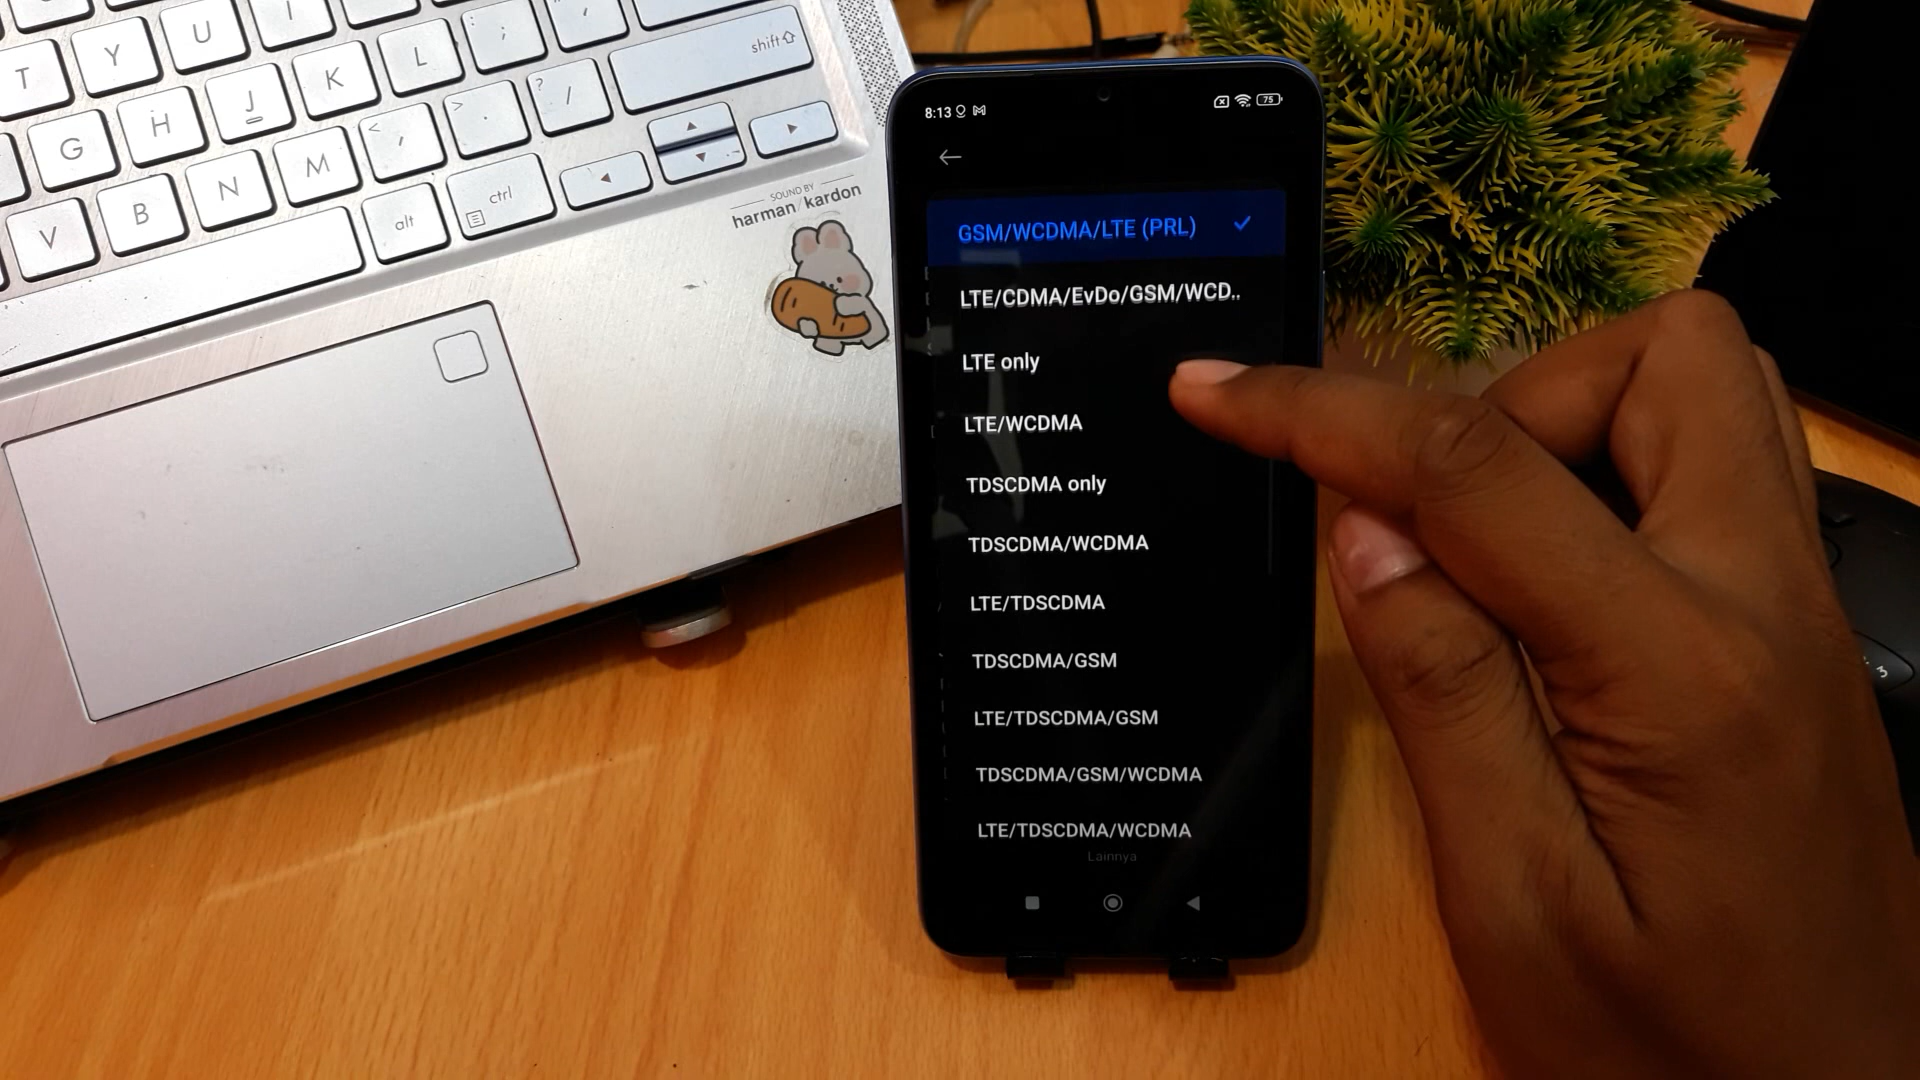 T Y U I ; '
G H J K L ? / shift
V B N M < , > .
alt ctrl
SOUND BY
harman/kardon
8:13
75
GSM/WCDMA/LTE (PRL)
LTE/CDMA/EvDo/GSM/WCD..
LTE only
LTE/WCDMA
TDSCDMA only
TDSCDMA/WCDMA
LTE/TDSCDMA
TDSCDMA/GSM
LTE/TDSCDMA/GSM
TDSCDMA/GSM/WCDMA
LTE/TDSCDMA/WCDMA
Lainnya
3